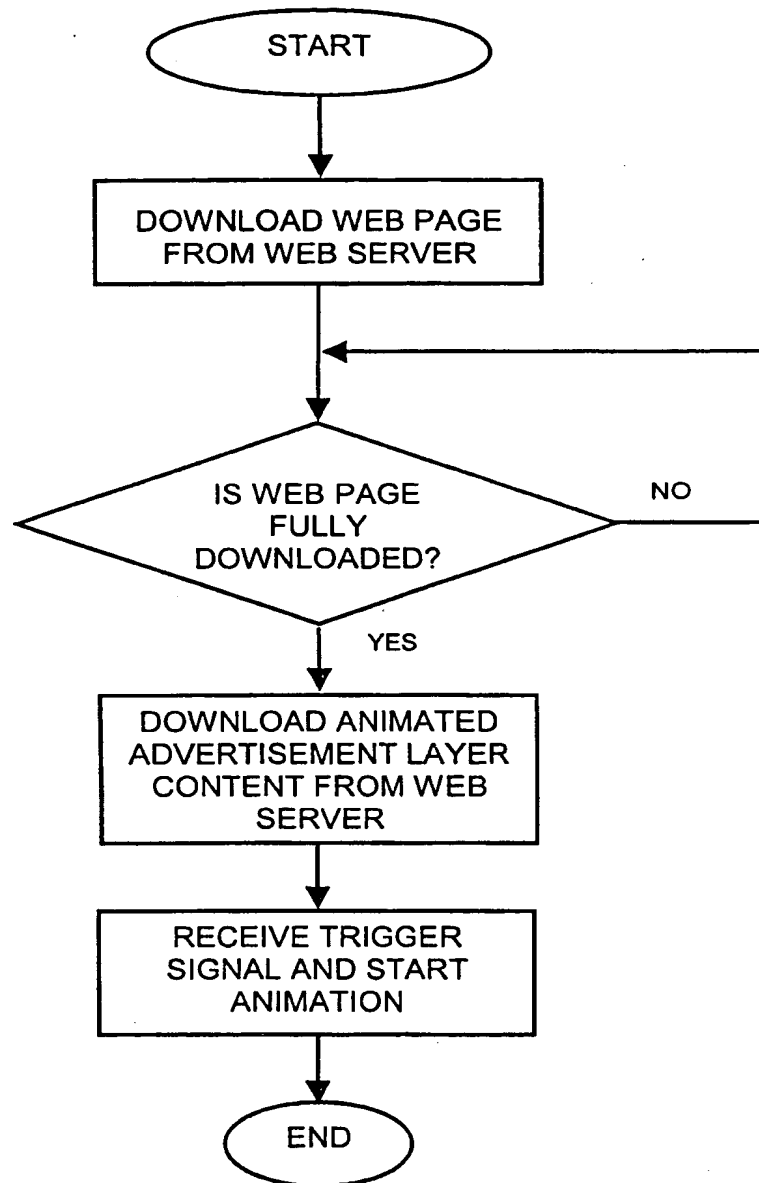 START
DOWNLOAD WEB PAGE
FROM WEB SERVER
IS WEB PAGE
FULLY
DOWNLOADED?
NO
YES
DOWNLOAD ANIMATED
ADVERTISEMENT LAYER
CONTENT FROM WEB
SERVER
RECEIVE TRIGGER
SIGNAL AND START
ANIMATION
END